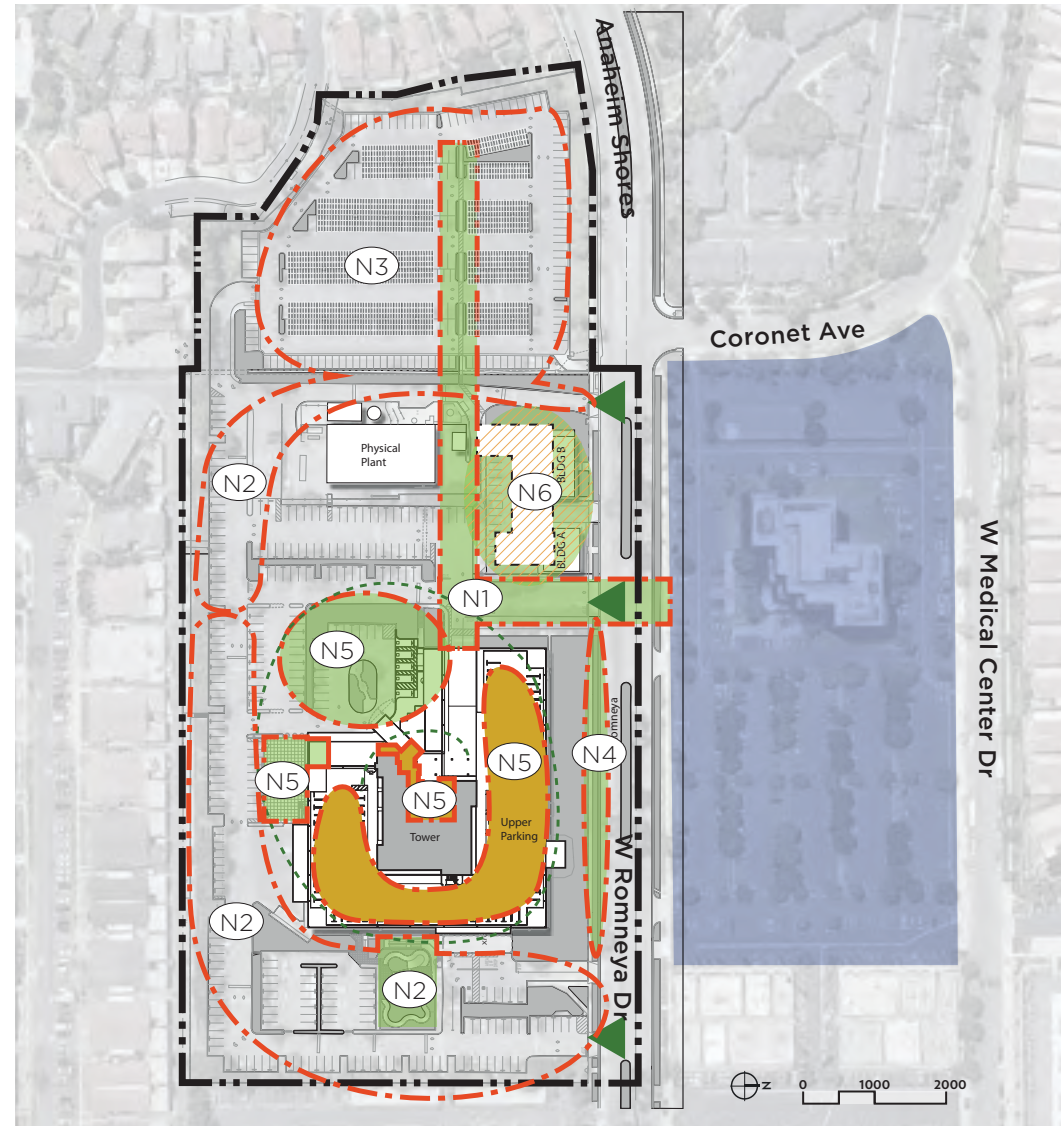 Anaheim Shores
N3
Coronet Ave
Physical
Plant
N2
BLDG B
N6
BLDG A
N1
N5
W Medical Center Dr
N5
N4
N5
N5
Upper
Parking
Tower
W Romneya Dr
N2
N2
N
0 1000 2000